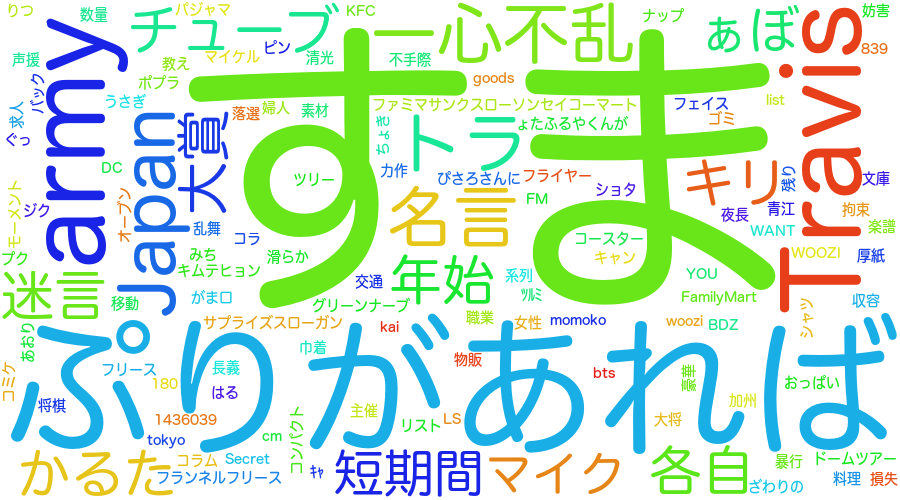 りつ
数量
パジャマ
チューブ
KFC
一心不乱
ナップ
ぁぼ
妨害
Travis
839
声援
army
教え
マイケル
ピン
清光
不手際
goods
バック
求人
ポプラ
うさぎ
Japan
大賞
落選
婦人
素材
ファミマサンクスローソンセイコーマート
フェイス
list
ゴミ
ぐっ
すま
ちょき
トラ
ょたふるやくんが
DC
ツリー
力作
ぴさろさんに
フライヤー
キリ
残り
文庫
モーメント
ジク
オープン
名言
FM
ショタ
夜長
青江
拘束
楽譜
乱舞
コラ
コースター
WANT
プク
みち
滑らか
キムテヒョン
交通
年始
系列
キャン
WOOZI
厚紙
迷言
移動
がま口
グリーンナーブ
ﾂﾙﾐ
YOU
FamilyMart
収容
サプライズスローガン
kai
職業
女性
momoko
woozi
BDZ
シャツ
あおり
ぷりがあれば
コミケ
フリース
巾着
長義
物販
bts
豪華
おっぱい
180
はる
将棋
1436039
主催
リスト
LS
大将
加州
tokyo
cm
コンパクト
かるた
コラム
Secret
フランネルフリース
ｷｬ
短期間
マイク
各自
暴行
ドームツアー
ざわりの
料理
損失